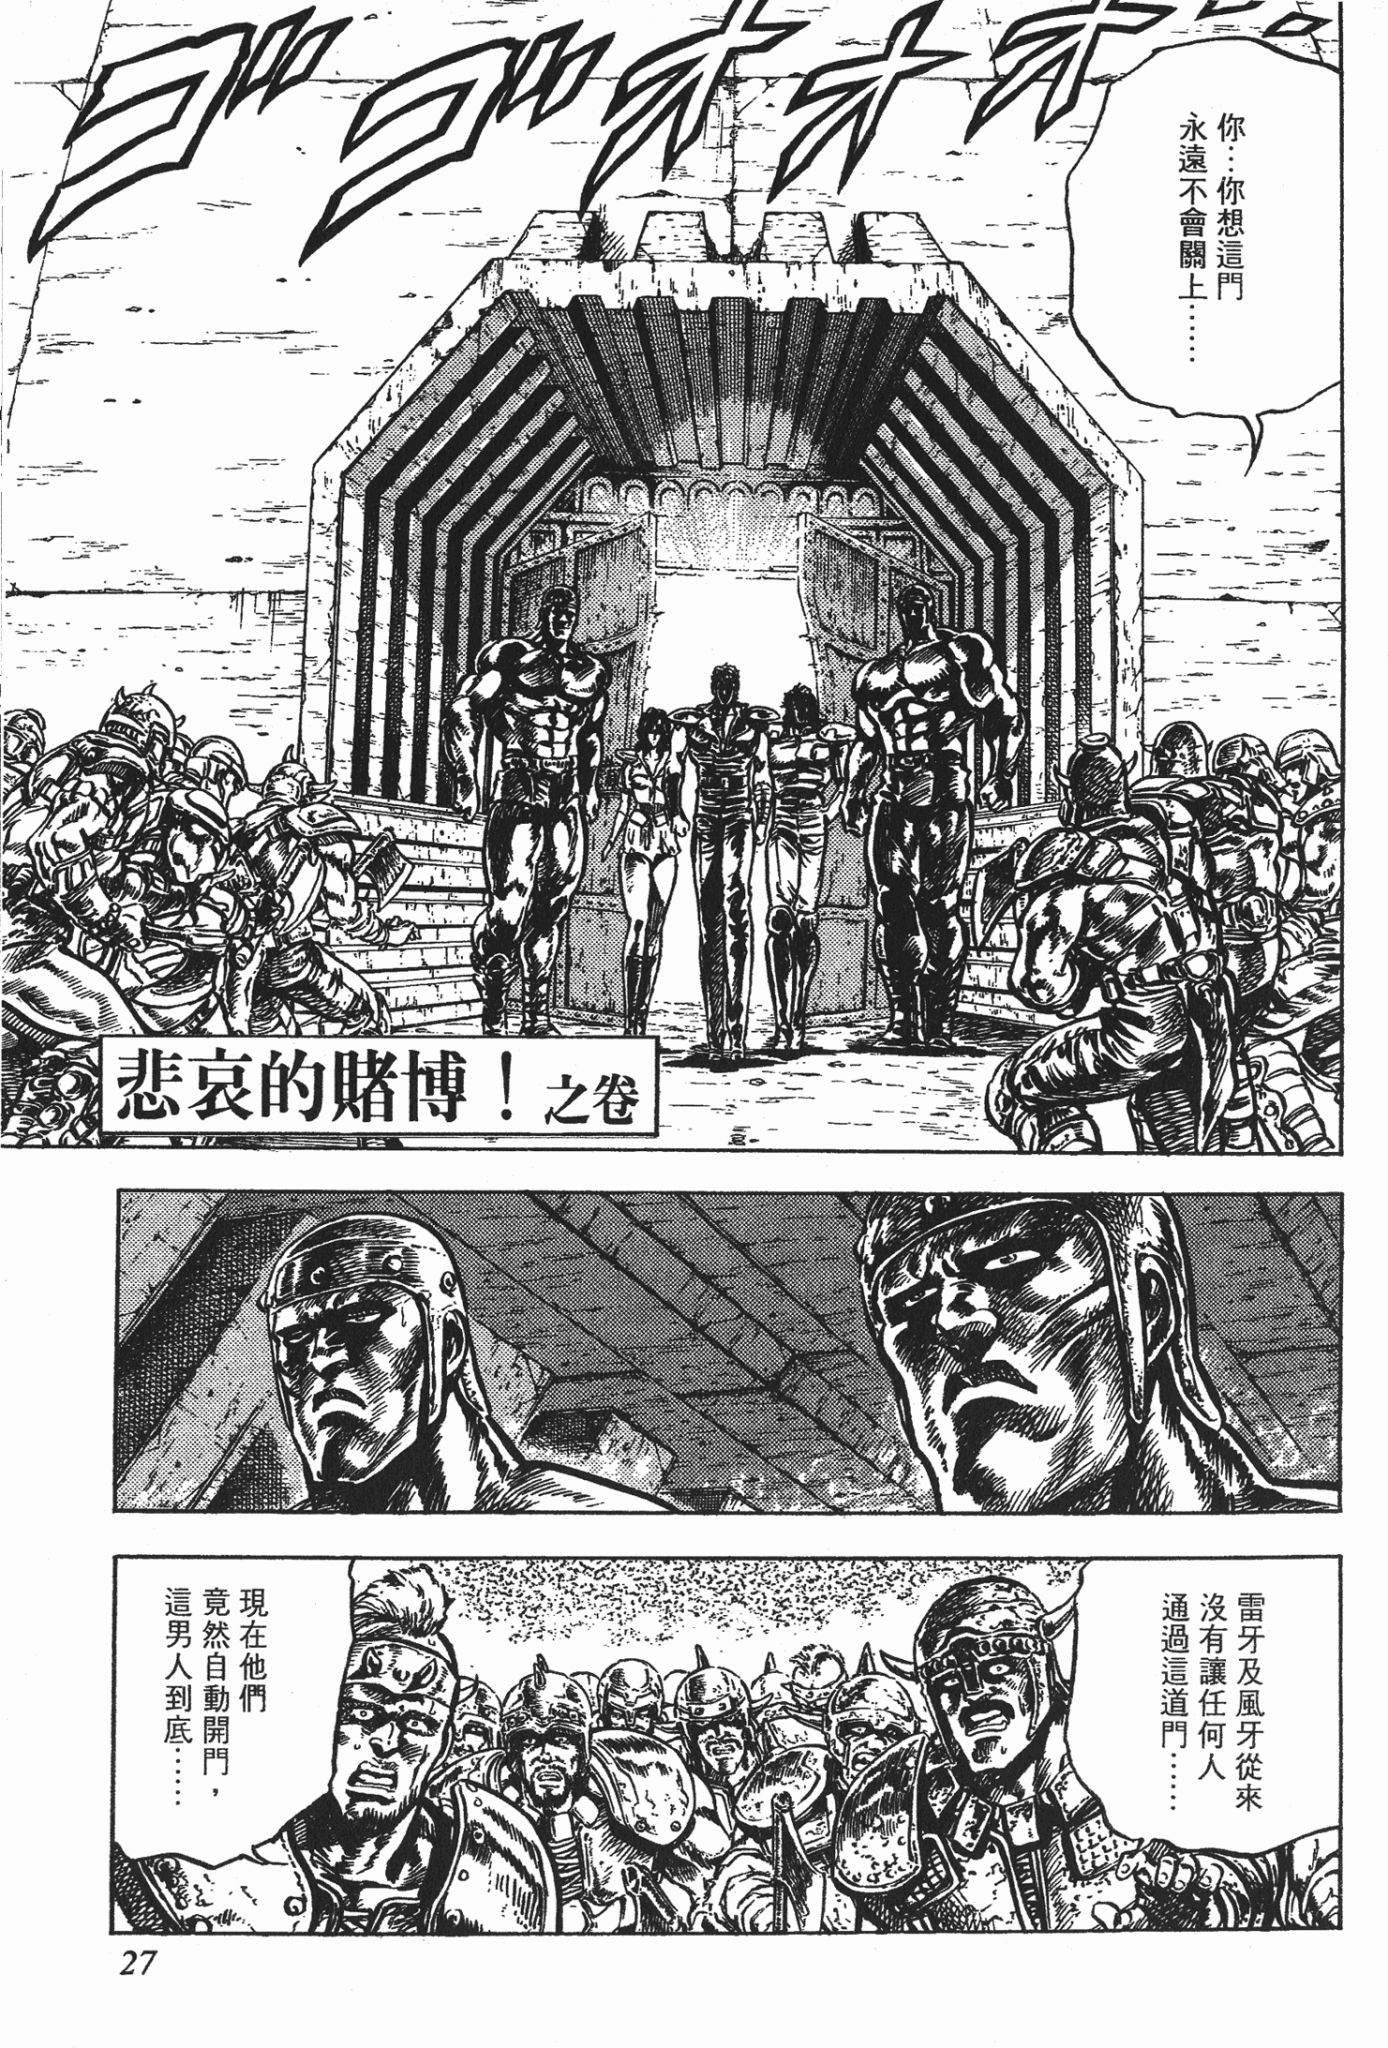 ゴゴオオオ
你…你想這門
永遠不會關上……
悲哀的賭博！之卷
雷牙及風牙從來
沒有讓任何人
通過這道門……
現在他們
竟然自動開門，
這男人到底……
27